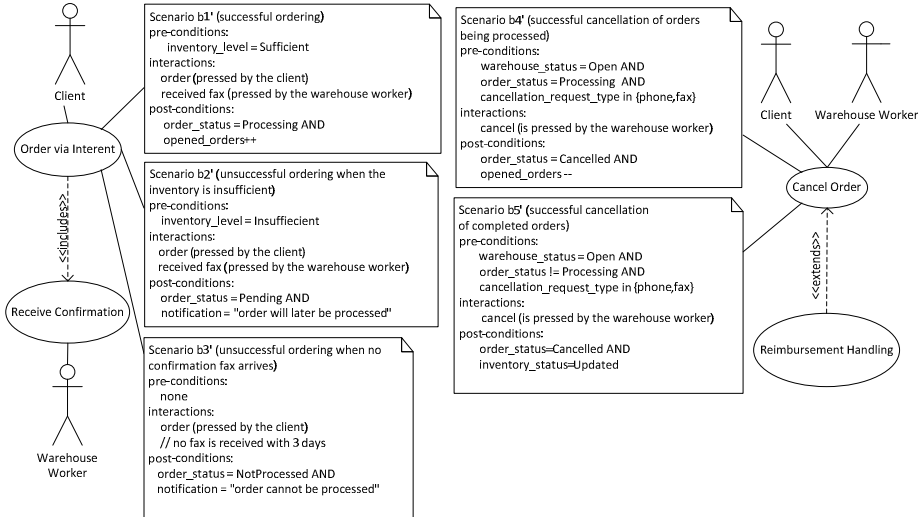 Client
Order via Interent
<<includes>>
Receive Confirmation
Warehouse
Worker
Scenario b1' (successful ordering)
pre-conditions:
inventory_level = Sufficient
interactions:
order (pressed by the client)
received fax (pressed by the warehouse worker)
post-conditions:
order_status = Processing AND
opened_orders++
Scenario b2' (unsuccessful ordering when the
inventory is insufficient)
pre-conditions:
inventory_level = Insuffiecient
interactions:
order (pressed by the client)
received fax (pressed by the warehouse worker)
post-conditions:
order_status = Pending AND
notification = "order will later be processed"
Scenario b3' (unsuccessful ordering when no
confirmation fax arrives)
pre-conditions:
none
interactions:
order (pressed by the client)
// no fax is received with 3 days
post-conditions:
order_status = NotProcessed AND
notification = "order cannot be processed"
Scenario b4' (successful cancellation of orders
being processed)
pre-conditions:
warehouse_status = Open AND
order_status = Processing AND
cancellation_request_type in {phone,fax}
interactions:
cancel (is pressed by the warehouse worker)
post-conditions:
order_status = Cancelled AND
opened_orders --
Scenario b5' (successful cancellation
of completed orders)
pre-conditions:
warehouse_status = Open AND
order_status != Processing AND
cancellation_request_type in {phone,fax}
interactions:
cancel (is pressed by the warehouse worker)
post-conditions:
order_status=Cancelled AND
inventory_status=Updated
Client
Warehouse Worker
Cancel Order
<<extends>>
Reimbursement Handling